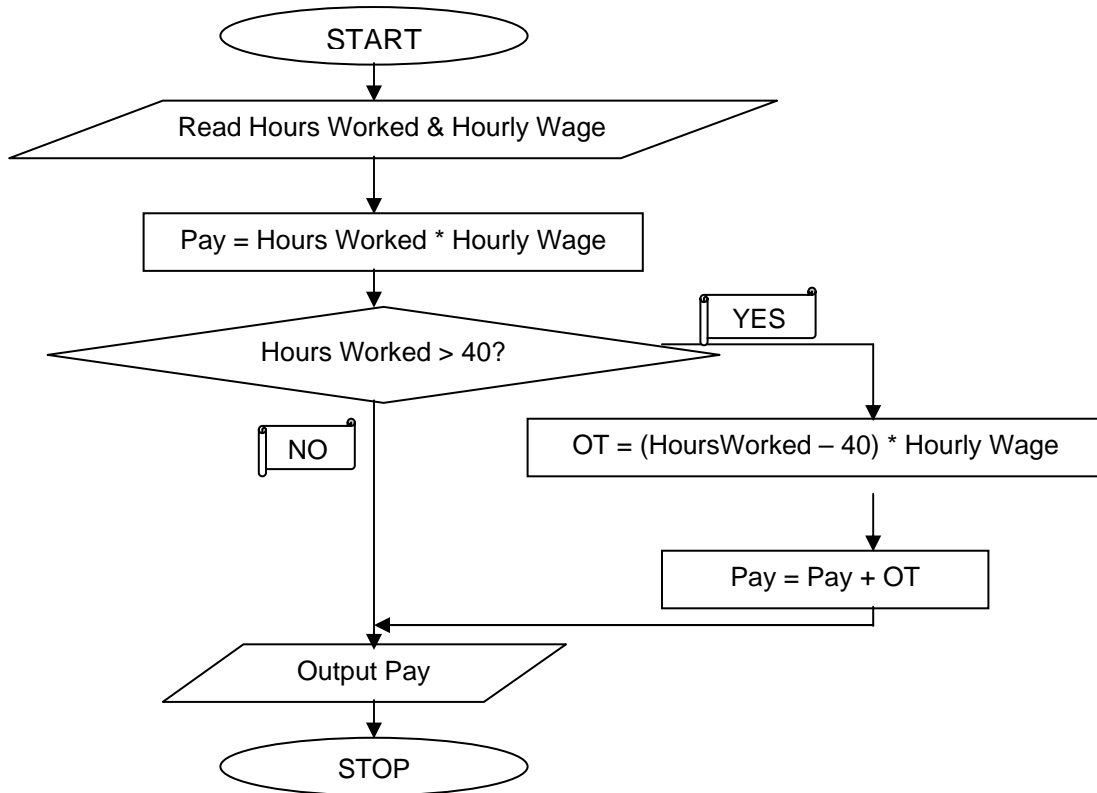 START
Read Hours Worked & Hourly Wage
Pay = Hours Worked * Hourly Wage
Hours Worked > 40?
YES
NO
OT = (HoursWorked – 40) * Hourly Wage
Pay = Pay + OT
Output Pay
STOP